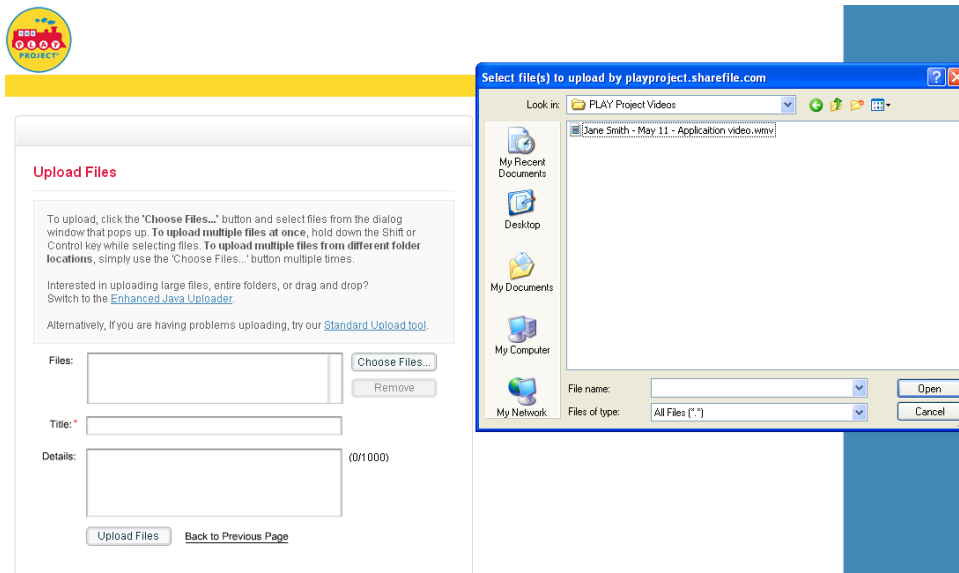 THE
PLAY
PROJECT
Upload Files
To upload, click the 'Choose Files...' button and select files from the dialog
window that pops up. To upload multiple files at once, hold down the Shift or
Control key while selecting files. To upload multiple files from different folder
locations, simply use the 'Choose Files...' button multiple times.
Interested in uploading large files, entire folders, or drag and drop?
Switch to the Enhanced Java Uploader.
Alternatively, If you are having problems uploading, try our Standard Upload tool.
Files:
Choose Files...
Remove
Title: *
Details:
(0/1000)
Upload Files Back to Previous Page
Select file(s) to upload by playproject.sharefile.com
Look in: PLAY Project Videos
Jane Smith - May 11 - Applicaition video.wmv
My Recent
Documents
Desktop
My Documents
My Computer
My Network
File name:
Open
Files of type: All Files (*.*)
Cancel